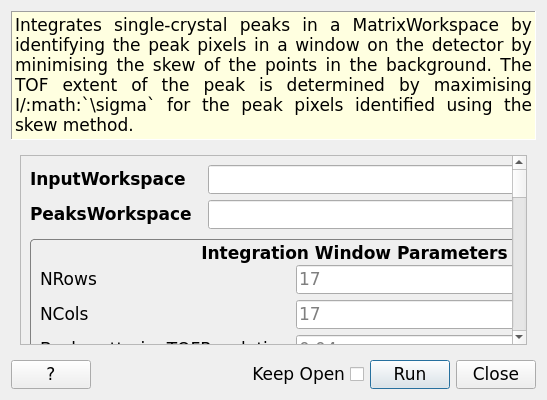 Integrates single-crystal peaks in a MatrixWorkspace by
identifying the peak pixels in a window on the detector by
minimising the skew of the points in the background. The
TOF extent of the peak is determined by maximising
I/:math:`\sigma` for the peak pixels identified using the
skew method.
InputWorkspace
PeaksWorkspace
Integration Window Parameters
NRows 17
NCols 17
? Keep Open Run Close